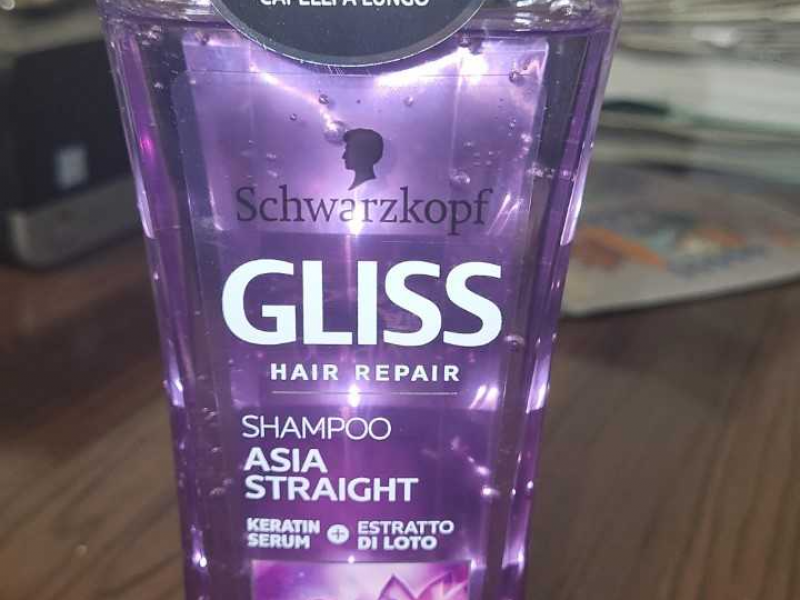 CAPELLI A LUNGO
Schwarzkopf
GLISS
HAIR REPAIR
SHAMPOO
ASIA
STRAIGHT
KERATIN + ESTRATTO
SERUM DI LOTO